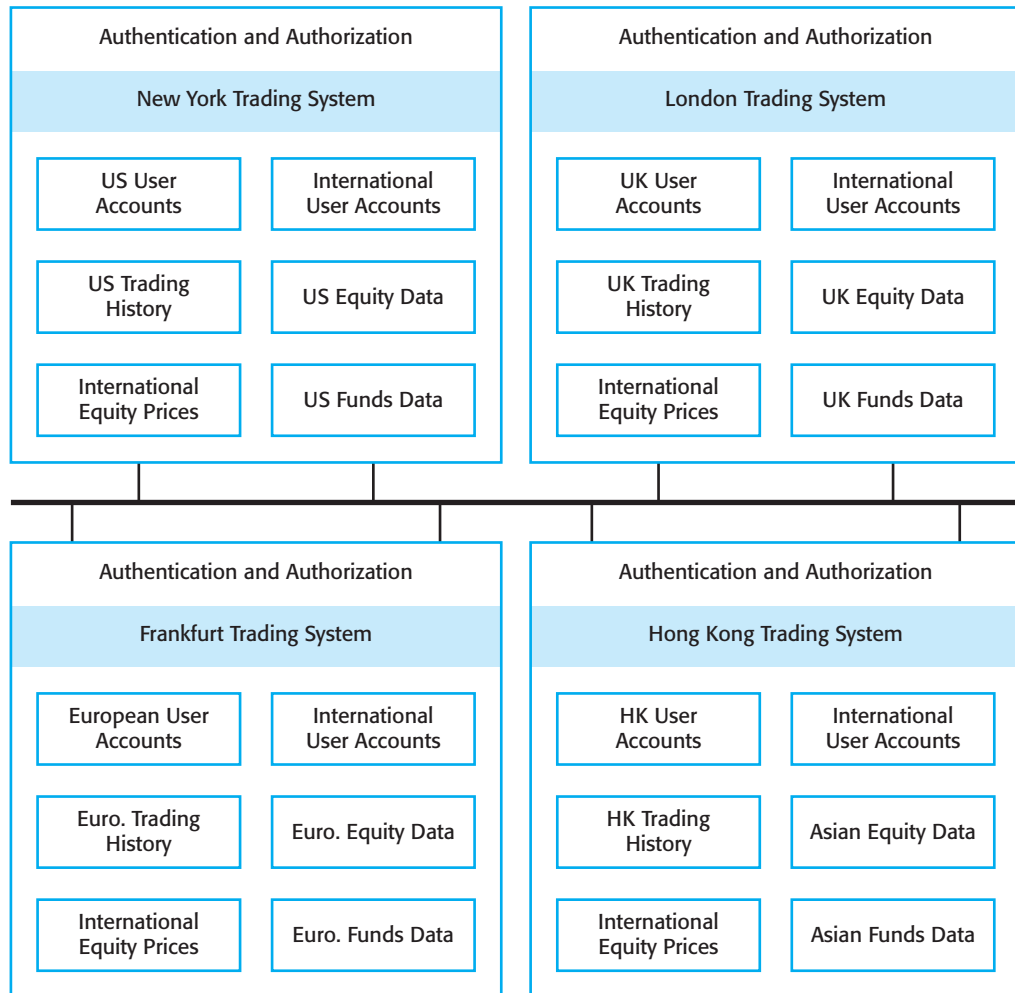 Authentication and Authorization
New York Trading System
US User
Accounts
International
User Accounts
US Trading
History
US Equity Data
International
Equity Prices
US Funds Data
Authentication and Authorization
London Trading System
UK User
Accounts
International
User Accounts
UK Trading
History
UK Equity Data
International
Equity Prices
UK Funds Data
Authentication and Authorization
Frankfurt Trading System
European User
Accounts
International
User Accounts
Euro. Trading
History
Euro. Equity Data
International
Equity Prices
Euro. Funds Data
Authentication and Authorization
Hong Kong Trading System
HK User
Accounts
International
User Accounts
HK Trading
History
Asian Equity Data
International
Equity Prices
Asian Funds Data